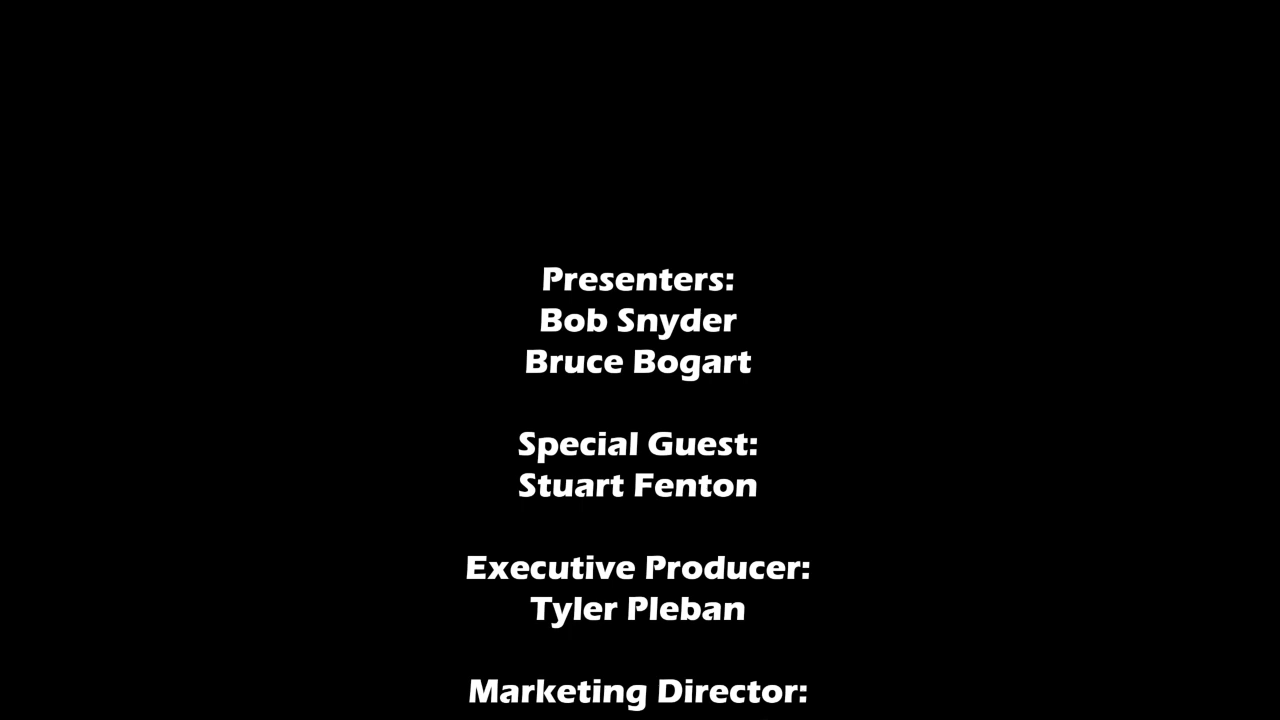 Presenters:
Bob Snyder
Bruce Bogart
Special Guest:
Stuart Fenton
Executive Producer:
Tyler Pleban
Marketing Director: